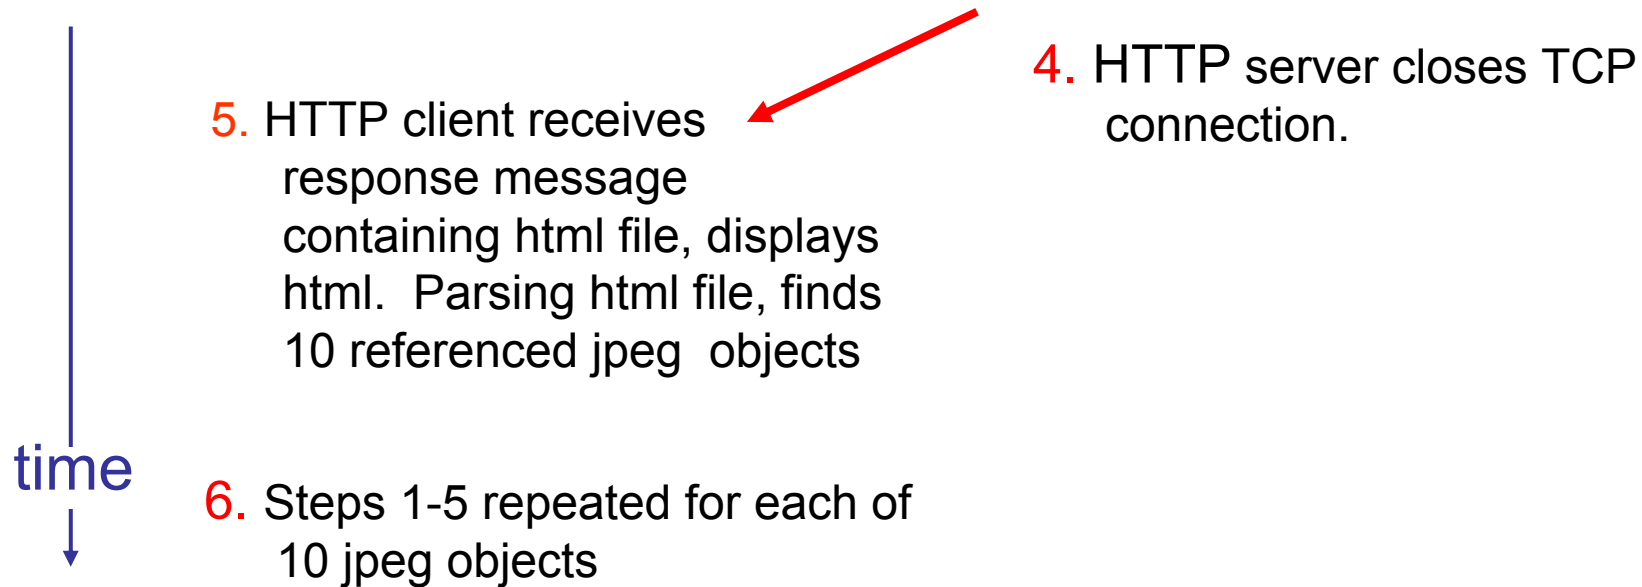 4. HTTP server closes TCP
connection.
5. HTTP client receives
response message
containing html file, displays
html. Parsing html file, finds
10 referenced jpeg objects
time
6. Steps 1-5 repeated for each of
10 jpeg objects